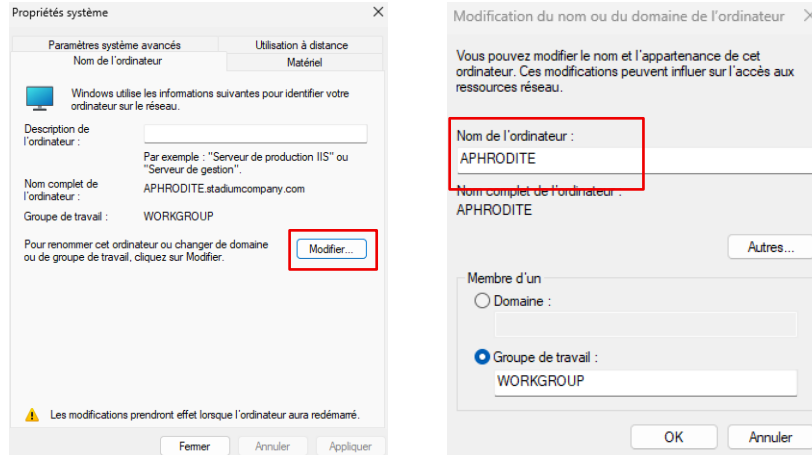 Propriétés système
Paramètres système avancés
Utilisation à distance
Nom de l'ordinateur
Matériel
Windows utilise les informations suivantes pour identifier votre
ordinateur sur le réseau.
Description de
l'ordinateur :
Par exemple : "Serveur de production IIS" ou
"Serveur de gestion".
Nom complet de
l'ordinateur :
APHRODITE.stadiumcompany.com
Groupe de travail :
WORKGROUP
Pour renommer cet ordinateur ou changer de domaine
ou de groupe de travail, cliquez sur Modifier.
Modifier...
Les modifications prendront effet lorsque l'ordinateur aura redémarré.
Fermer
Annuler
Appliquer
Modification du nom ou du domaine de l'ordinateur
Vous pouvez modifier le nom et l'appartenance de cet
ordinateur. Ces modifications peuvent influer sur l'accès aux
ressources réseau.
Nom de l'ordinateur :
APHRODITE
Nom complet de l'ordinateur :
APHRODITE
Autres...
Membre d'un
Domaine :
Groupe de travail :
WORKGROUP
OK
Annuler